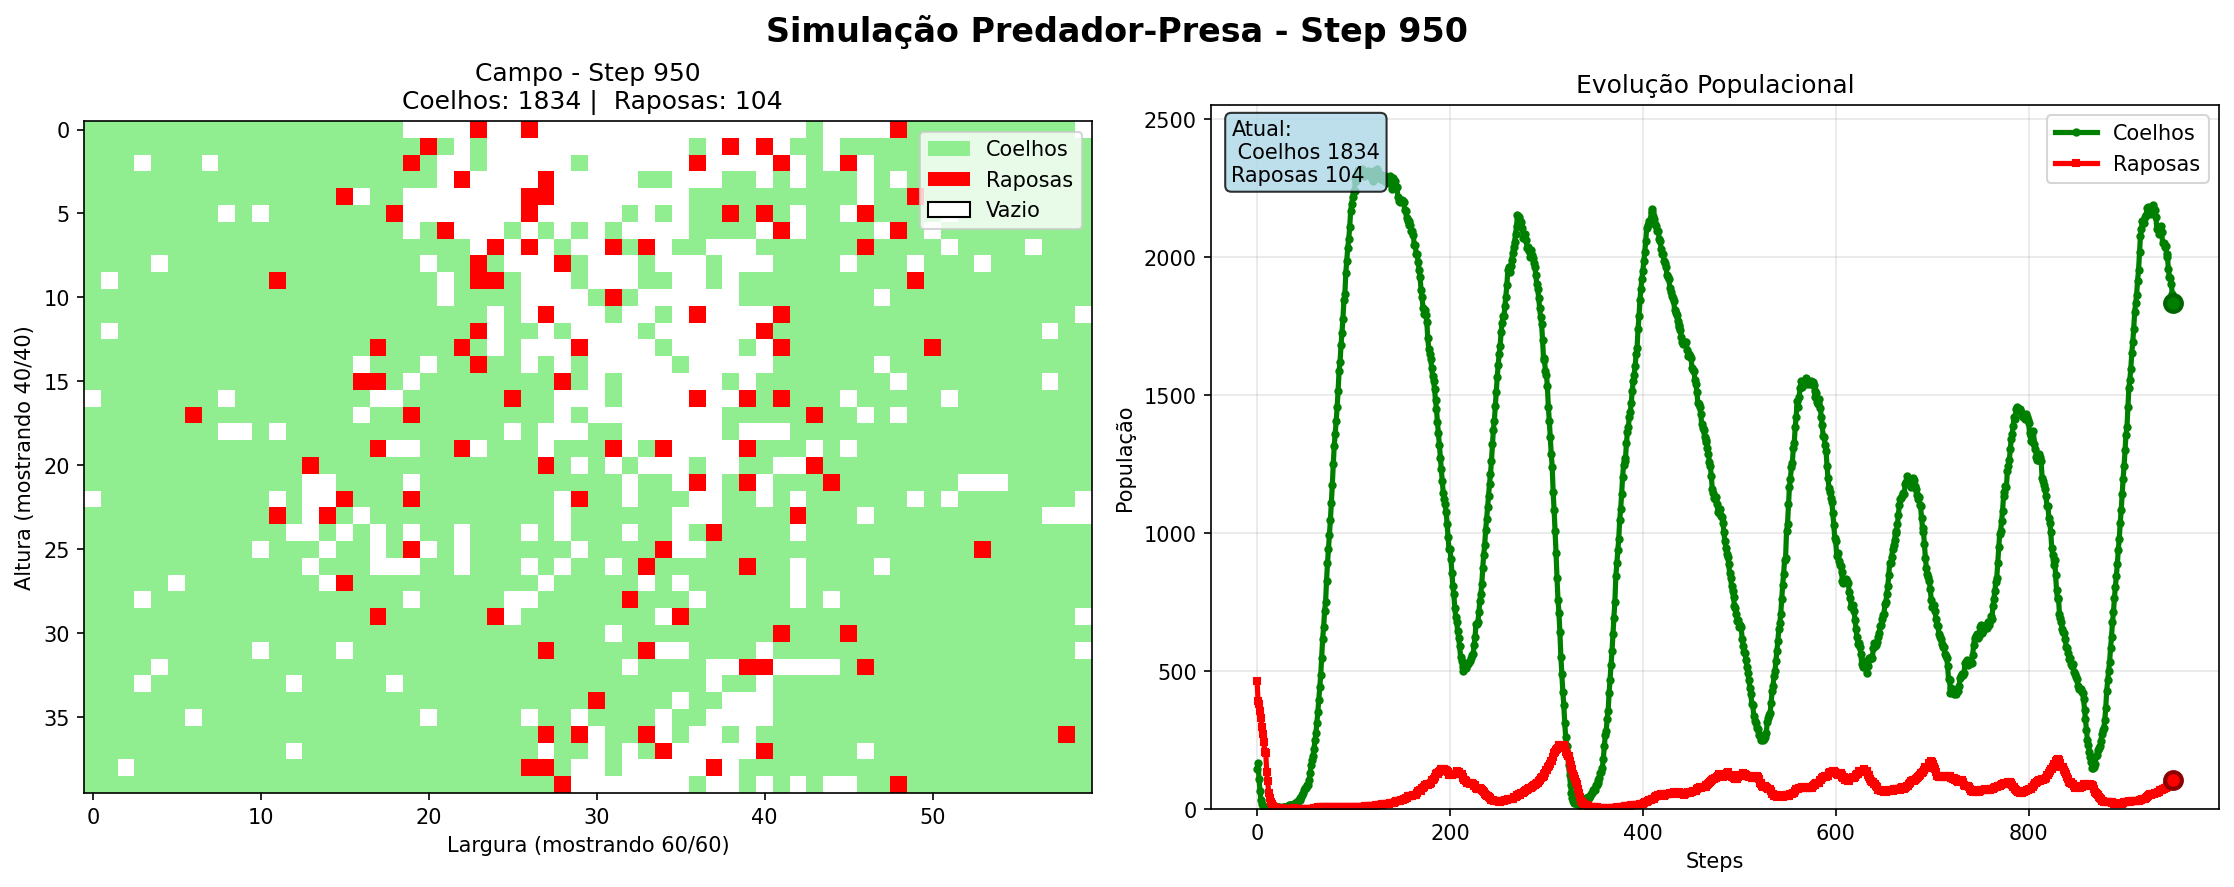 Simulação Predador-Presa - Step 950
Campo - Step 950
Coelhos: 1834 | Raposas: 104
Coelhos
Raposas
Vazio
0
5
10
15
20
25
30
35
Altura (mostrando 40/40)
0
10
20
30
40
50
Largura (mostrando 60/60)
Evolução Populacional
Atual:
Coelhos 1834
Raposas 104
Coelhos
Raposas
2500
2000
1500
1000
500
0
População
0
200
400
600
800
Steps